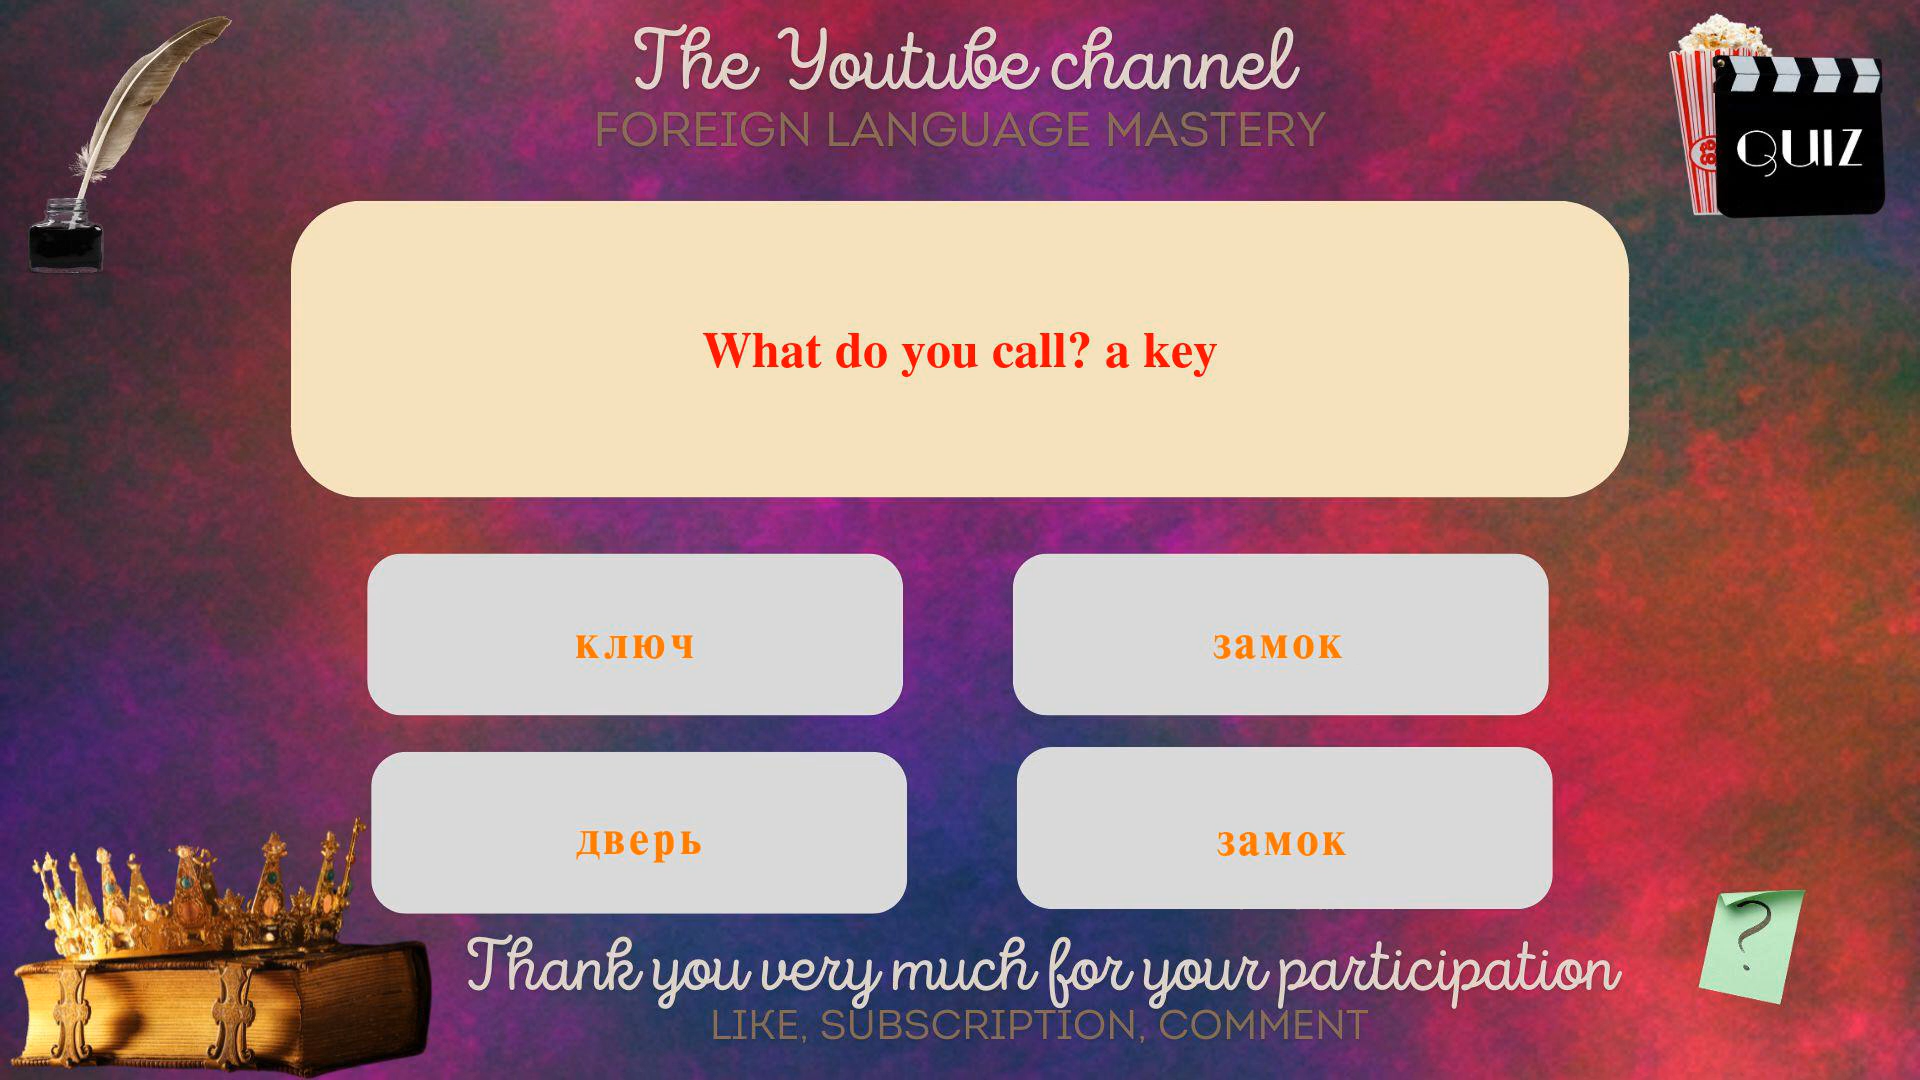 The Youtube channel
FOREIGN LANGUAGE MASTERY
QUIZ
What do you call? a key
ключ
замок
дверь
замок
?
Thank you very much for your participation
LIKE, SUBSCRIPTION, COMMENT